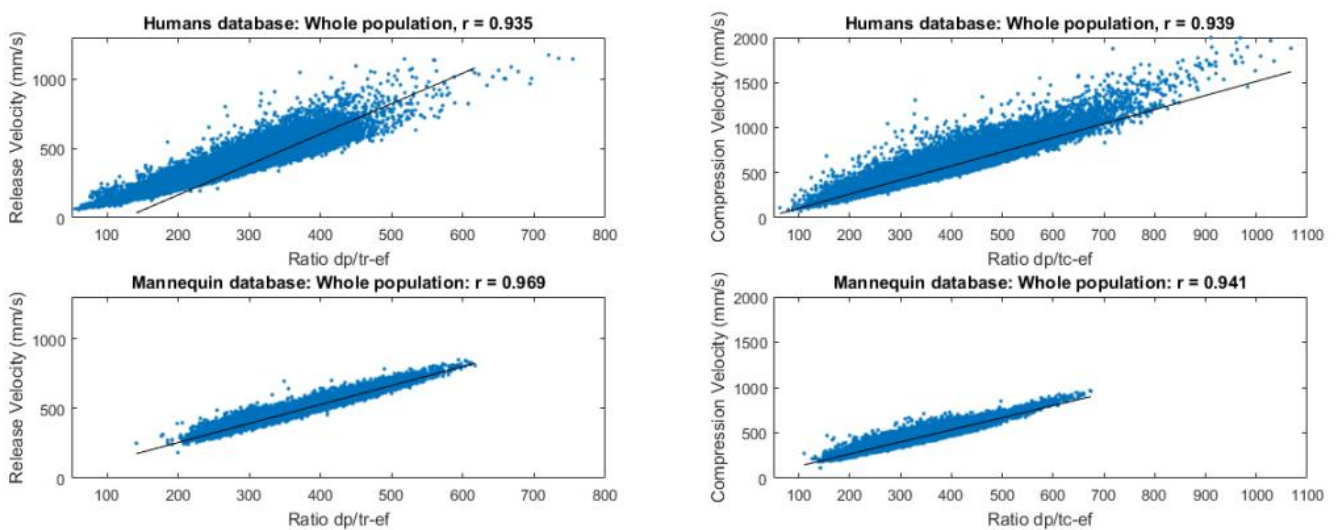 Humans database: Whole population, r = 0.935
Release Velocity (mm/s)
1000
500
0
100 200 300 400 500 600 700 800
Ratio dp/tr-ef
Humans database: Whole population, r = 0.939
Compression Velocity (mm/s)
2000
1500
1000
500
0
100 200 300 400 500 600 700 800 900 1000 1100
Ratio dp/tc-ef
Mannequin database: Whole population: r = 0.969
Release Velocity (mm/s)
1000
500
0
100 200 300 400 500 600 700 800
Ratio dp/tr-ef
Mannequin database: Whole population: r = 0.941
Compression Velocity (mm/s)
2000
1500
1000
500
0
100 200 300 400 500 600 700 800 900 1000 1100
Ratio dp/tc-ef